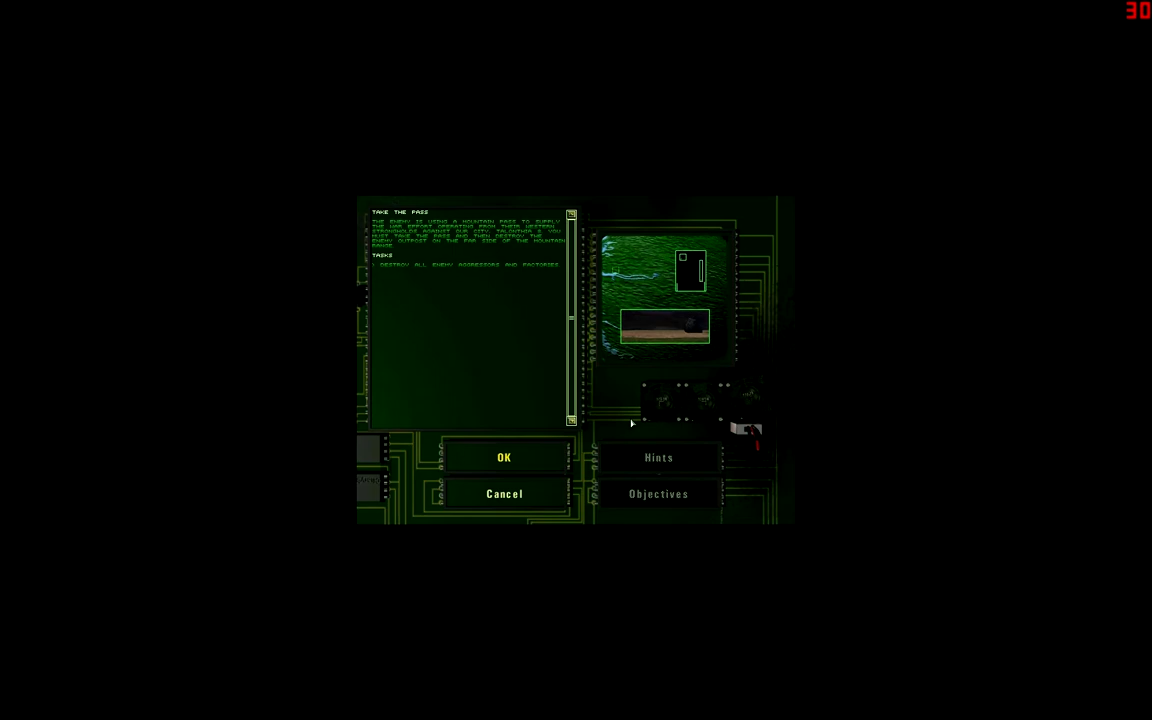 30
TAKE THE PASS
THE ENEMY IS USING A MOUNTAIN PASS TO SUPPLY
THE WAR EFFORT OPERATING FROM THEIR WESTERN
STRONGHOLDS AGAINST OUR CITY, TALONTHIA 6. YOU
MUST TAKE THE PASS AND THEN DESTROY THE
ENEMY OUTPOST ON THE FAR SIDE OF THE MOUNTAIN
RANGE
TASKS
DESTROY ALL ENEMY AGGRESSORS AND FACTORIES
OK
Hints
Cancel
Objectives